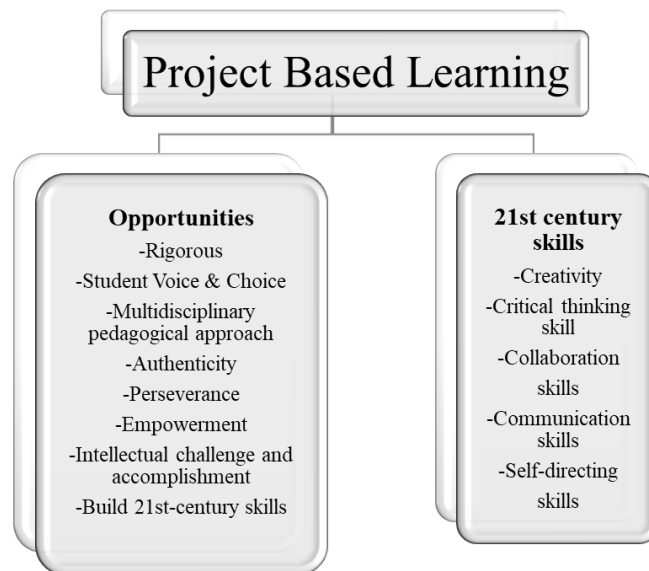 Project Based Learning
Opportunities
-Rigorous
-Student Voice & Choice
-Multidisciplinary
pedagogical approach
-Authenticity
-Perseverance
-Empowerment
-Intellectual challenge and
accomplishment
-Build 21st-century skills
21st century
skills
-Creativity
-Critical thinking
skill
-Collaboration
skills
-Communication
skills
-Self-directing
skills